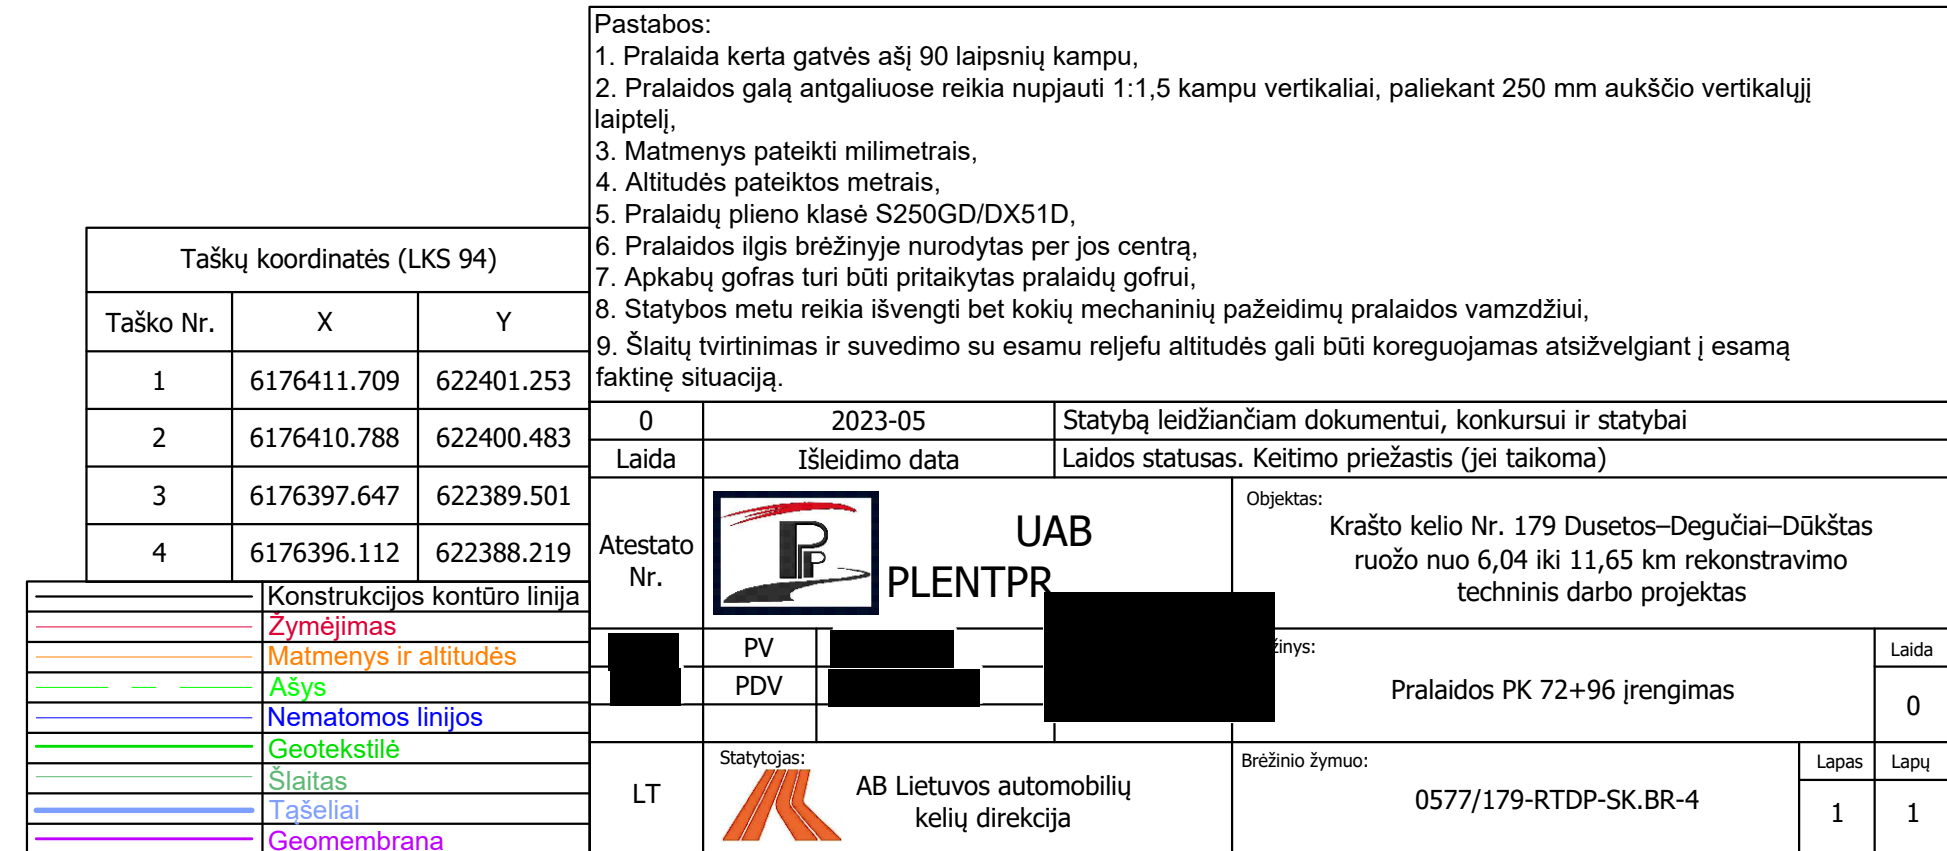 Pastabos:
1. Pralaida kerta gatvės ašį 90 laipsnių kampu,
2. Pralaidos galą antgaliuose reikia nupjauti 1:1,5 kampu vertikaliai, paliekant 250 mm aukščio vertikalųjį
laiptelį,
3. Matmenys pateikti milimetrais,
4. Altitudės pateiktos metrais,
5. Pralaidų plieno klasė S250GD/DX51D,
6. Pralaidos ilgis brėžinyje nurodytas per jos centrą,
7. Apkabų gofras turi būti pritaikytas pralaidų gofrui,
8. Statybos metu reikia išvengti bet kokių mechaninių pažeidimų pralaidos vamzdžiui,
9. Šlaitų tvirtinimas ir suvedimo su esamu reljefu altitudės gali būti koreguojamas atsižvelgiant į esamą
faktinę situaciją.
Taškų koordinatės (LKS 94)
Taško Nr. X Y
1 6176411.709 622401.253
2 6176410.788 622400.483
3 6176397.647 622389.501
4 6176396.112 622388.219
Konstrukcijos kontūro linija
Žymėjimas
Matmenys ir altitudės
Ašys
Nematomos linijos
Geotekstilė
Šlaitas
Tąšeliai
Geomembrana
0 2023-05 Statybą leidžiančiam dokumentui, konkursui ir statybai
Laida Išleidimo data Laidos statusas. Keitimo priežastis (jei taikoma)
Atestato
Nr.
PP
UAB
PLENTPR
Objektas:
Krašto kelio Nr. 179 Dusetos–Degučiai–Dūkštas
ruožo nuo 6,04 iki 11,65 km rekonstravimo
techninis darbo projektas
PV
PDV
žinys:
Pralaidos PK 72+96 įrengimas
Laida
0
LT
Statytojas:
AB Lietuvos automobilių
kelių direkcija
Brėžinio žymuo:
0577/179-RTDP-SK.BR-4
Lapas Lapų
1 1